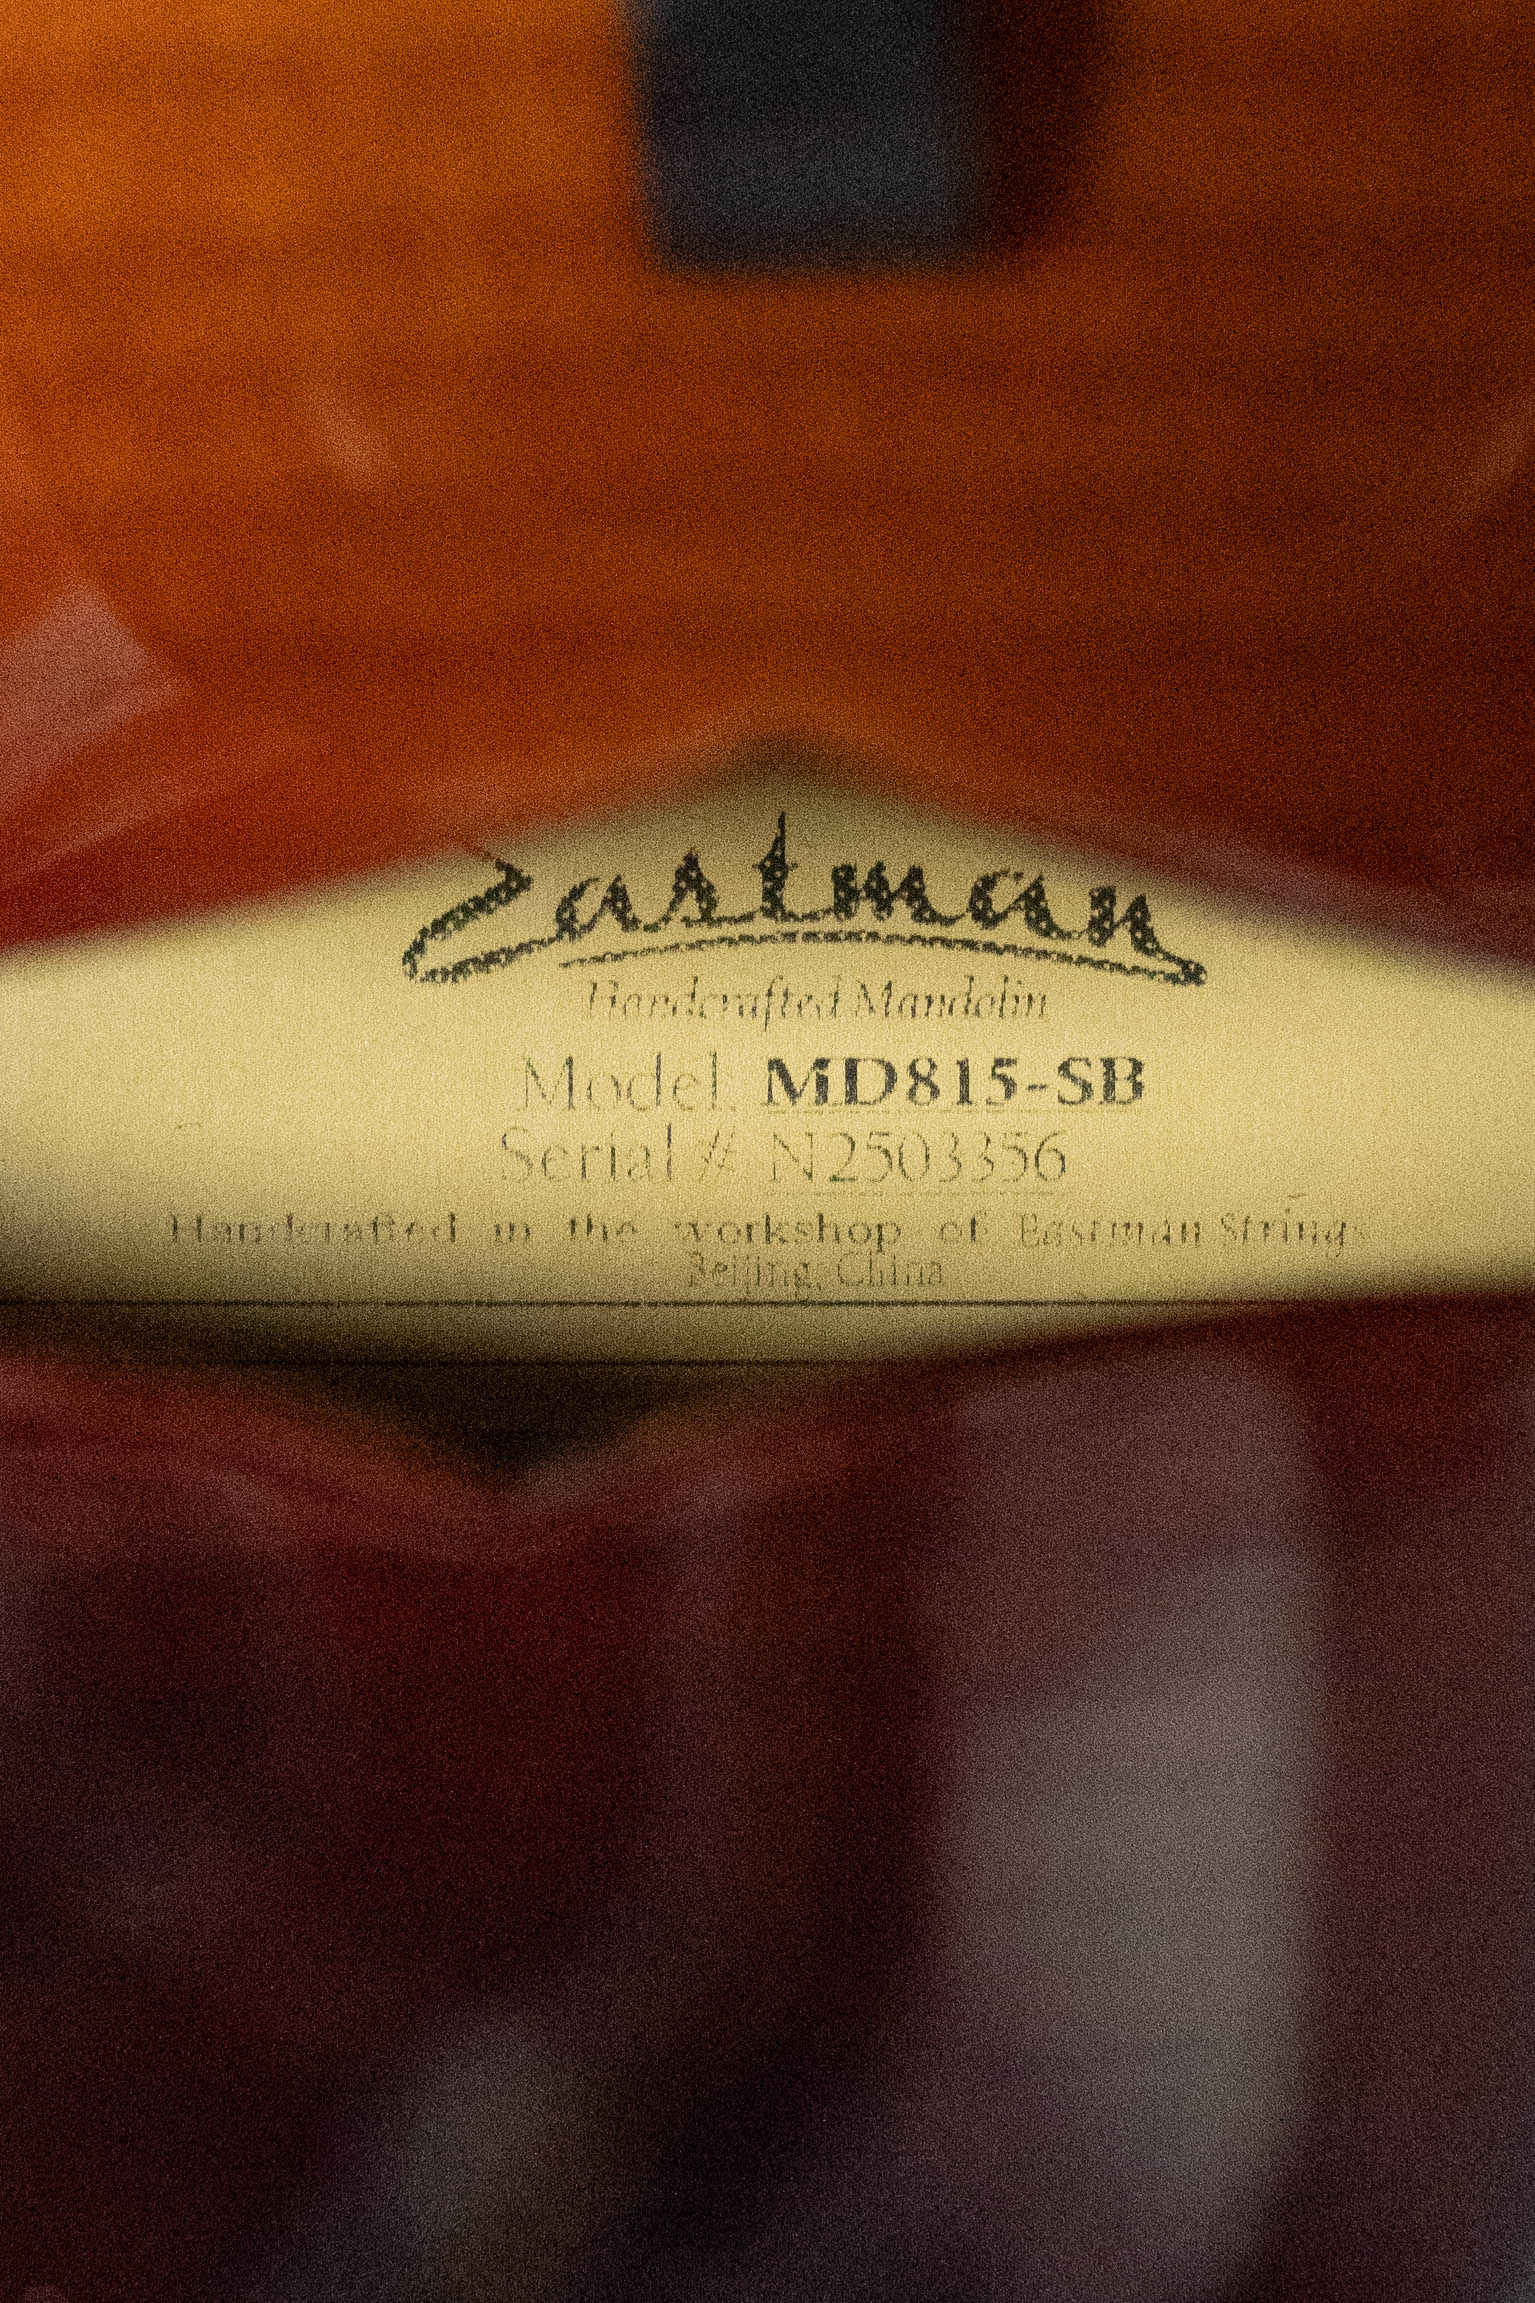 Eastman
Handcrafted Mandolin
Model. MD815-SB
Serial # N2503356
Handcrafted in the workshop of Eastman Strings
Beijing, China